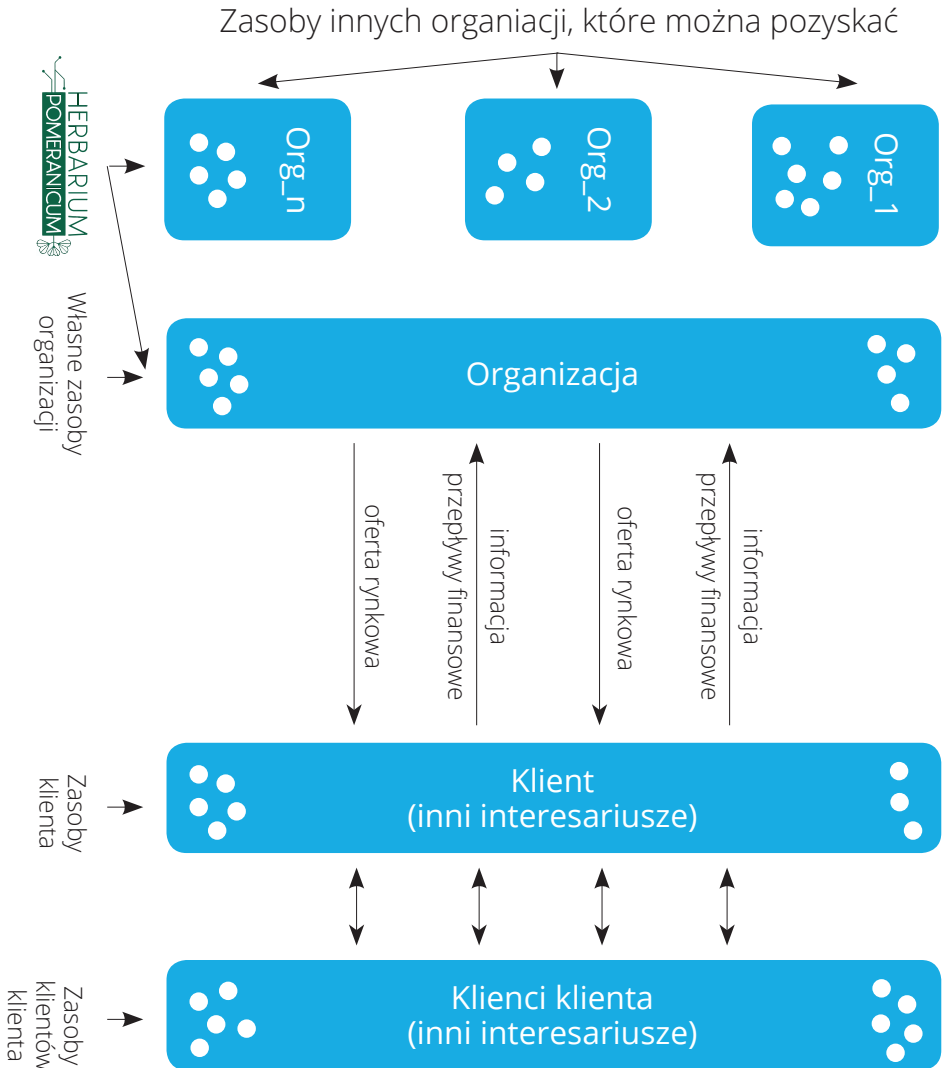 Zasoby innych organiacji, które można pozyskać
HERBARIUM
POMERANICUM
Org_n
Org_2
Org_1
Własne zasoby
organizacji
Organizacja
oferta rynkowa
informacja
przepływy finansowe
oferta rynkowa
informacja
przepływy finansowe
Zasoby
klienta
Klient
(inni interesariusze)
Zasoby
klientów
klienta
Klienci klienta
(inni interesariusze)